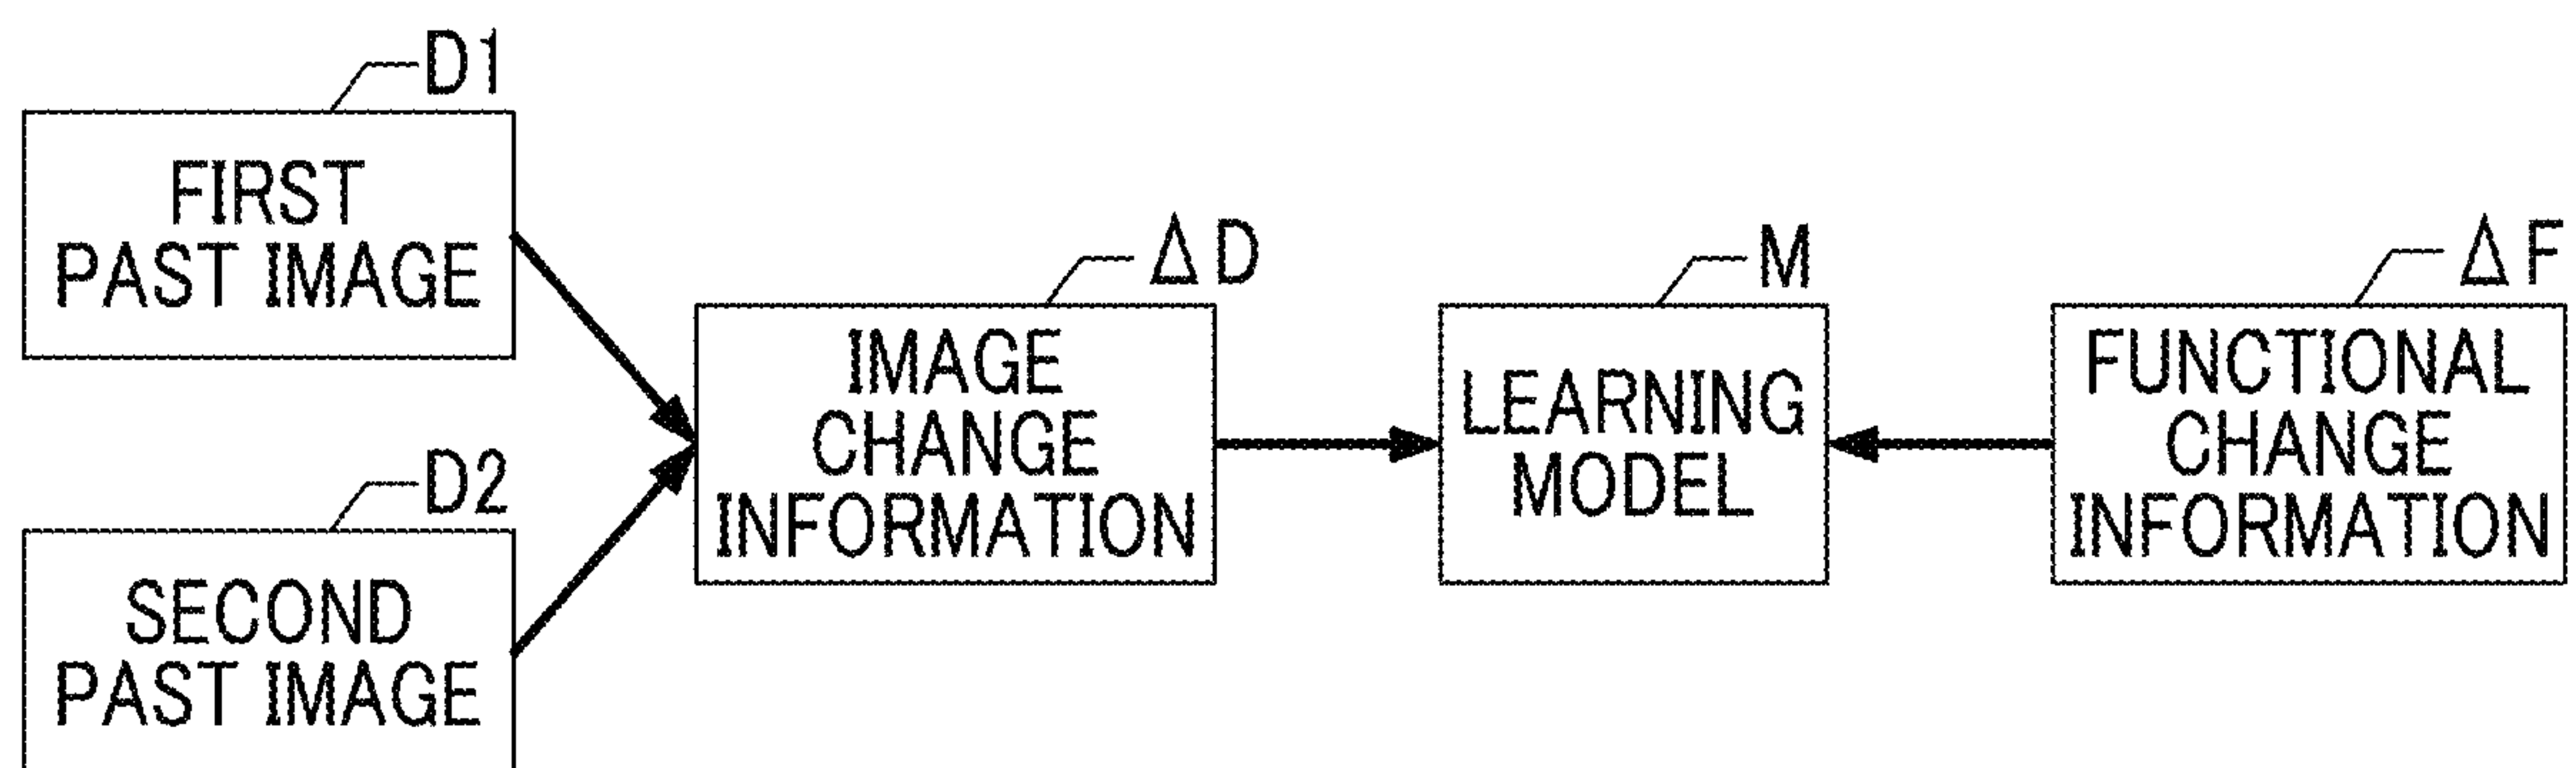 D1
FIRST
PAST IMAGE
D2
SECOND
PAST IMAGE
ΔD
IMAGE
CHANGE
INFORMATION
M
LEARNING
MODEL
ΔF
FUNCTIONAL
CHANGE
INFORMATION